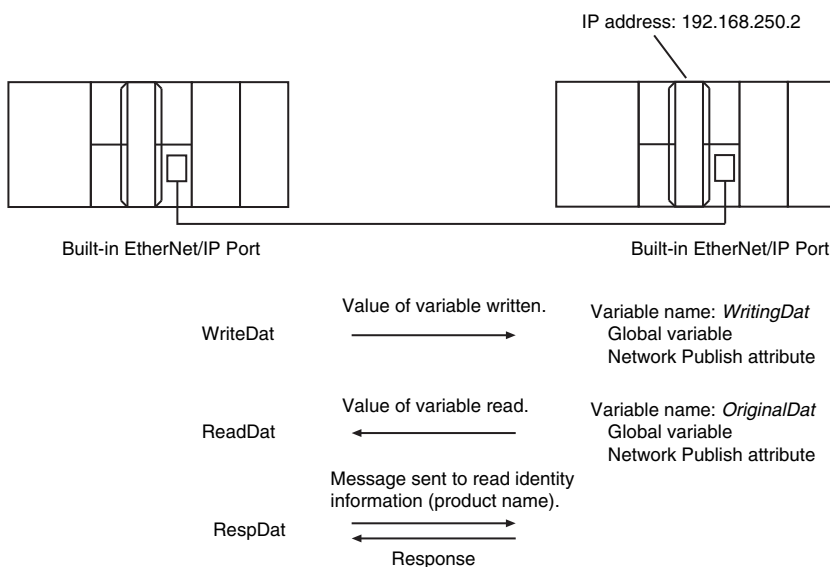 IP address: 192.168.250.2
Built-in EtherNet/IP Port
Built-in EtherNet/IP Port
Value of variable written.
WriteDat
Variable name: WritingDat
Global variable
Network Publish attribute
Value of variable read.
ReadDat
Variable name: OriginalDat
Global variable
Network Publish attribute
Message sent to read identity
information (product name).
RespDat
Response